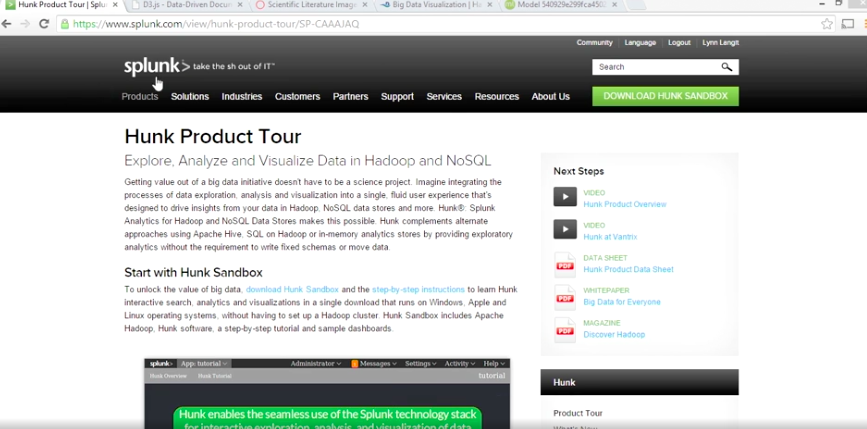 Hunk Product Tour | Splu
D3.js - Data-Driven Docum
Scientific Literature Imag
Big Data Visualization | He
Model 540929e299fca450
https://www.splunk.com/view/hunk-product-tour/SP-CAAAJAQ
Community Language Logout Lynn Langit
splunk> take the sh out of IT™
Search
Products Solutions Industries Customers Partners Support Services Resources About Us
DOWNLOAD HUNK SANDBOX
Hunk Product Tour
Explore, Analyze and Visualize Data in Hadoop and NoSQL
Getting value out of a big data initiative doesn't have to be a science project. Imagine integrating the
processes of data exploration, analysis and visualization into a single, fluid user experience that's
designed to drive insights from your data in Hadoop, NoSQL data stores and more. Hunk®: Splunk
Analytics for Hadoop and NoSQL Data Stores makes this possible. Hunk complements alternate
approaches using Apache Hive, SQL on Hadoop or in-memory analytics stores by providing exploratory
analytics without the requirement to write fixed schemas or move data.
Start with Hunk Sandbox
To unlock the value of big data, download Hunk Sandbox and the step-by-step instructions to learn Hunk
interactive search, analytics and visualizations in a single download that runs on Windows, Apple and
Linux operating systems, without having to set up a Hadoop cluster. Hunk Sandbox includes Apache
Hadoop, Hunk software, a step-by-step tutorial and sample dashboards.
splunk> App: tutorial Administrator Messages Settings Activity Help
Hunk Overview Hunk Tutorial tutorial
Hunk enables the seamless use of the Splunk technology stack
for interactive exploration, analysis, and visualization of data
Next Steps
VIDEO
Hunk Product Overview
VIDEO
Hunk at Vantrix
PDF
DATA SHEET
Hunk Product Data Sheet
PDF
WHITEPAPER
Big Data for Everyone
PDF
MAGAZINE
Discover Hadoop
Hunk
Product Tour
What's New